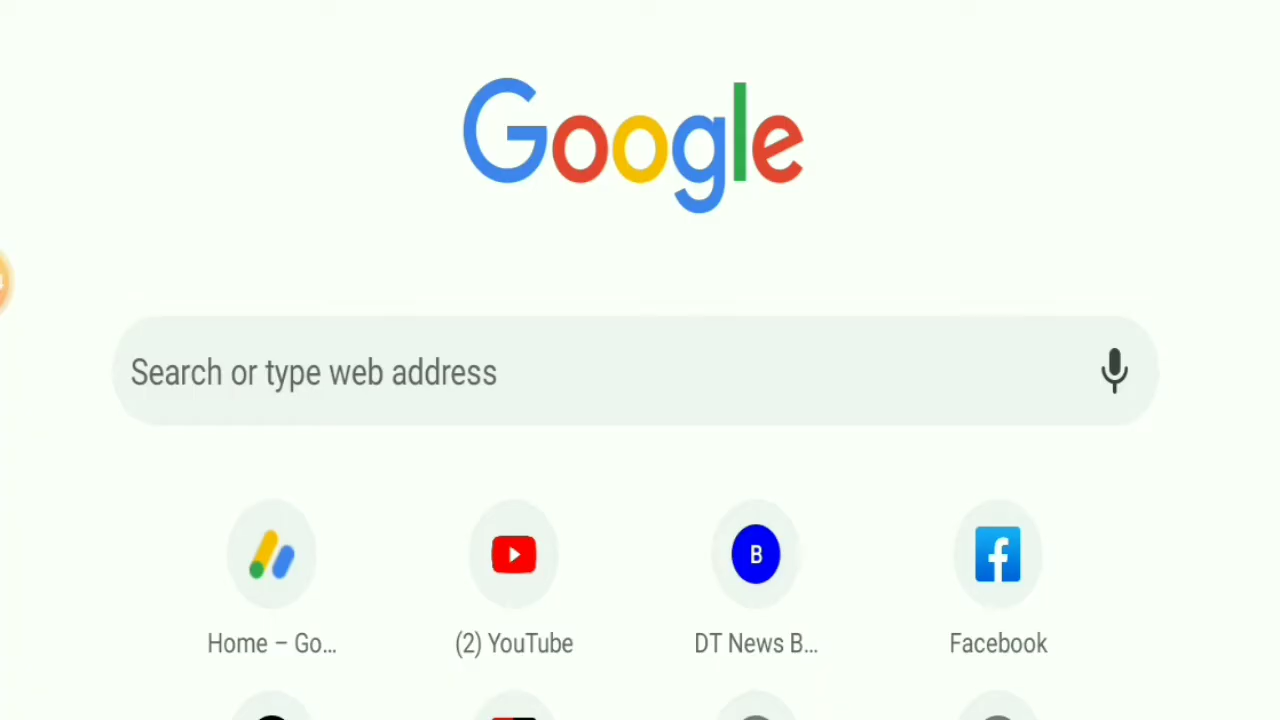 Google
Search or type web address
B
Home – Go...
(2) YouTube
DT News B...
Facebook